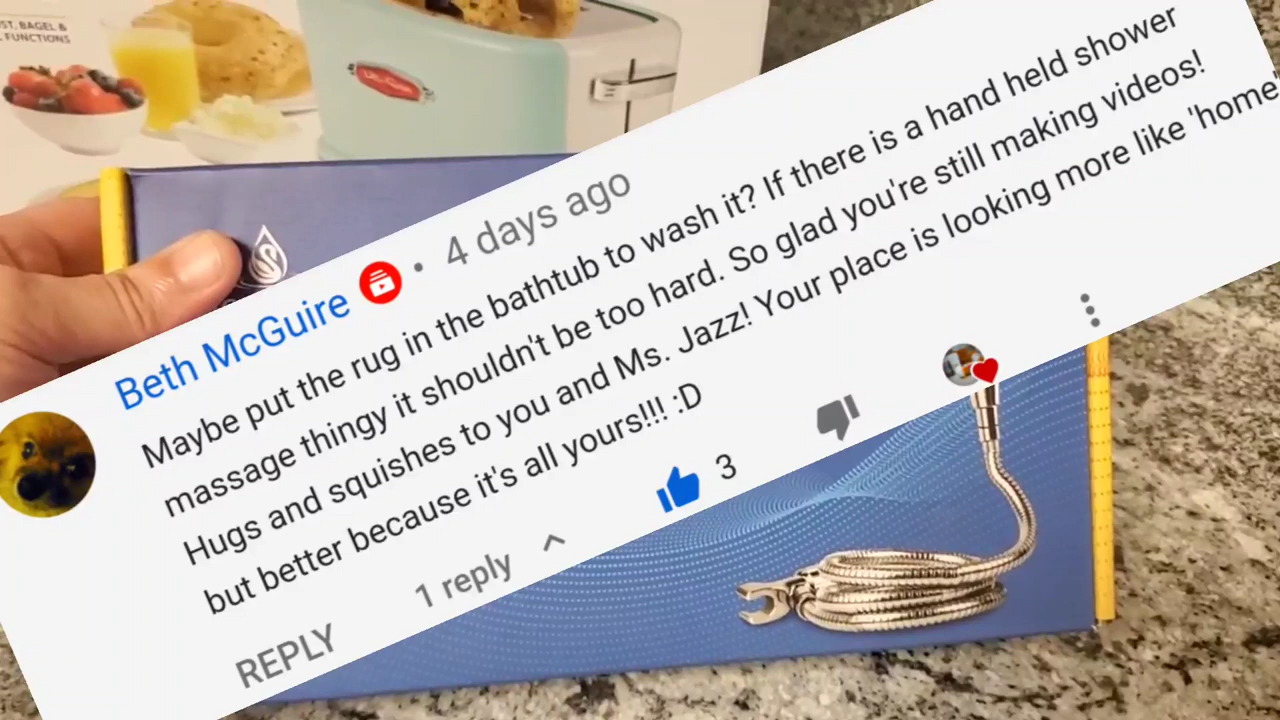 ST, BAGEL &
FUNCTIONS
Beth McGuire • 4 days ago
Maybe put the rug in the bathtub to wash it? If there is a hand held shower
massage thingy it shouldn't be too hard. So glad you're still making videos!
Hugs and squishes to you and Ms. Jazz! Your place is looking more like 'home'
but better because it's all yours!!! :D
1 reply
3
REPLY